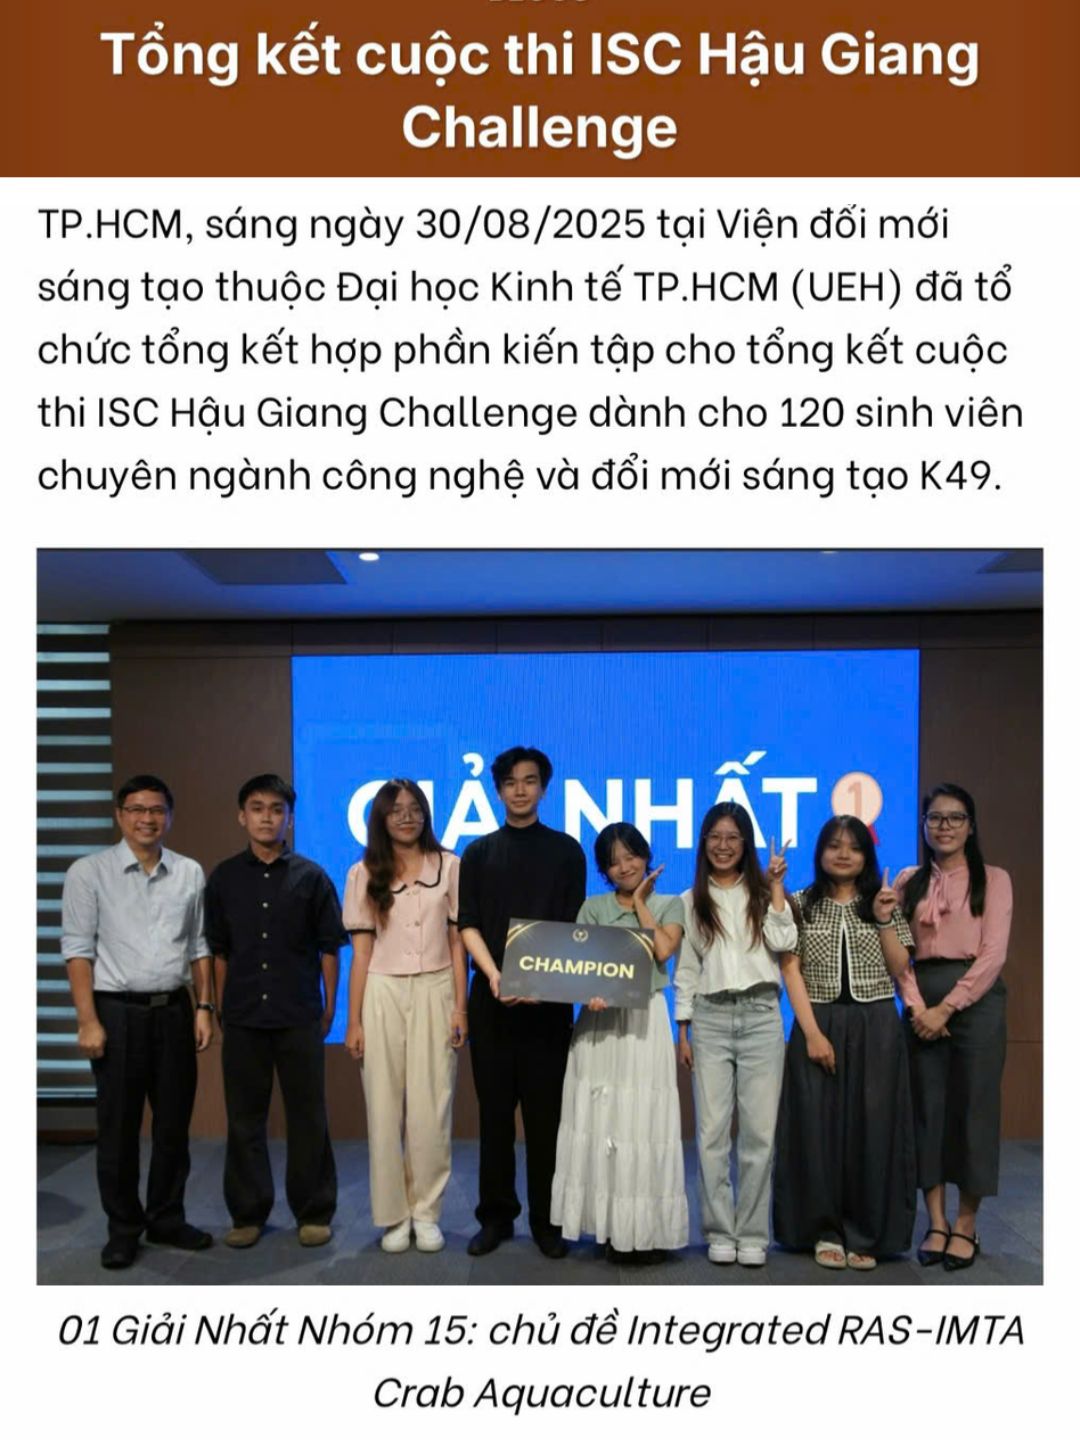 Tổng kết cuộc thi ISC Hậu Giang
Challenge
TP.HCM, sáng ngày 30/08/2025 tại Viện đổi mới
sáng tạo thuộc Đại học Kinh tế TP.HCM (UEH) đã tổ
chức tổng kết hợp phần kiến tập cho tổng kết cuộc
thi ISC Hậu Giang Challenge dành cho 120 sinh viên
chuyên ngành công nghệ và đổi mới sáng tạo K49.
GIẢI NHẤT 1
CHAMPION
01 Giải Nhất Nhóm 15: chủ đề Integrated RAS-IMTA
Crab Aquaculture